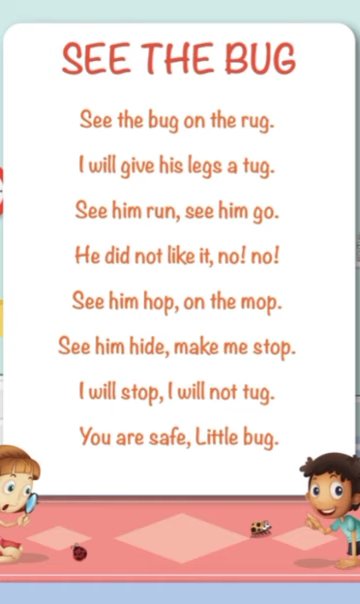 SEE THE BUG
See the bug on the rug.
I will give his legs a tug.
See him run, see him go.
He did not like it, no! no!
See him hop, on the mop.
See him hide, make me stop.
I will stop, I will not tug.
You are safe, Little bug.